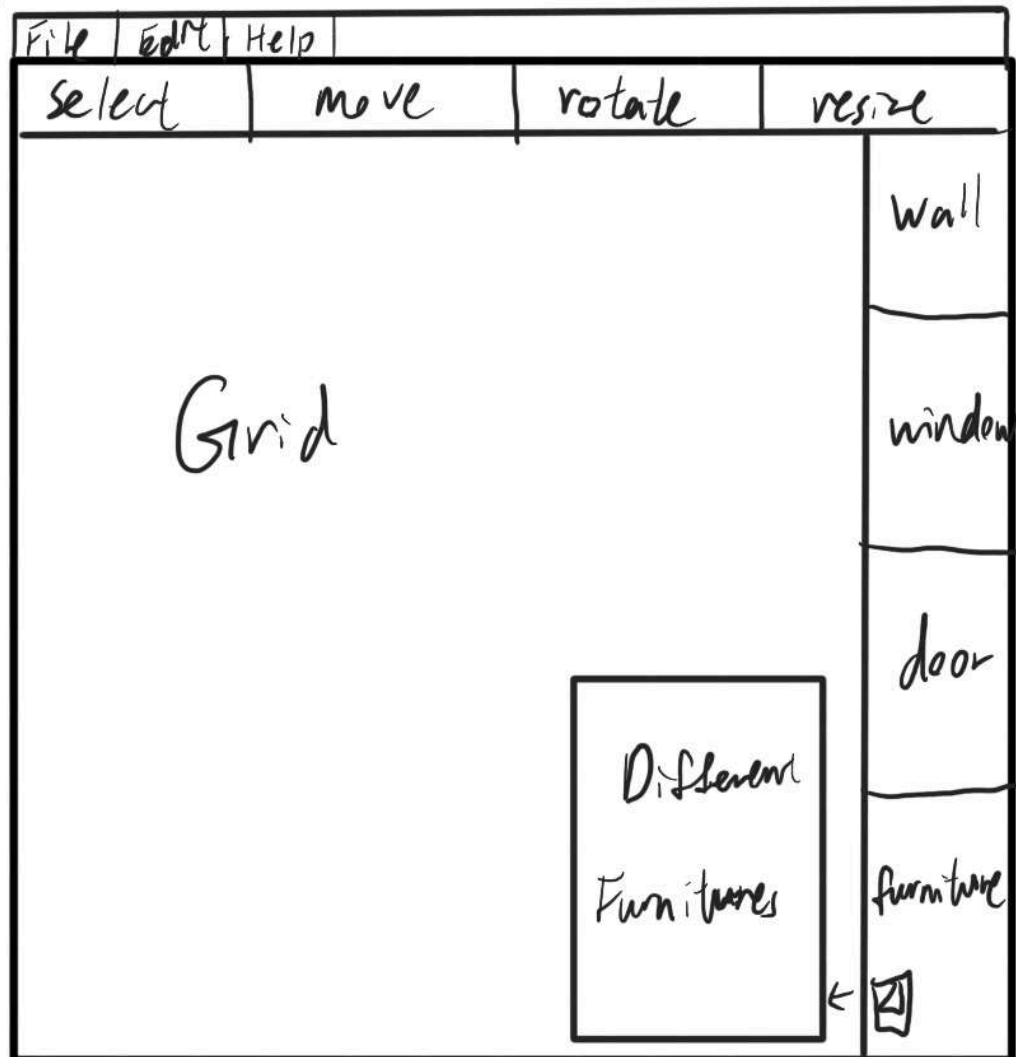 File Edit Help
select move rotate resize
wall
Grid
window
door
Different
Furnitures
furniture